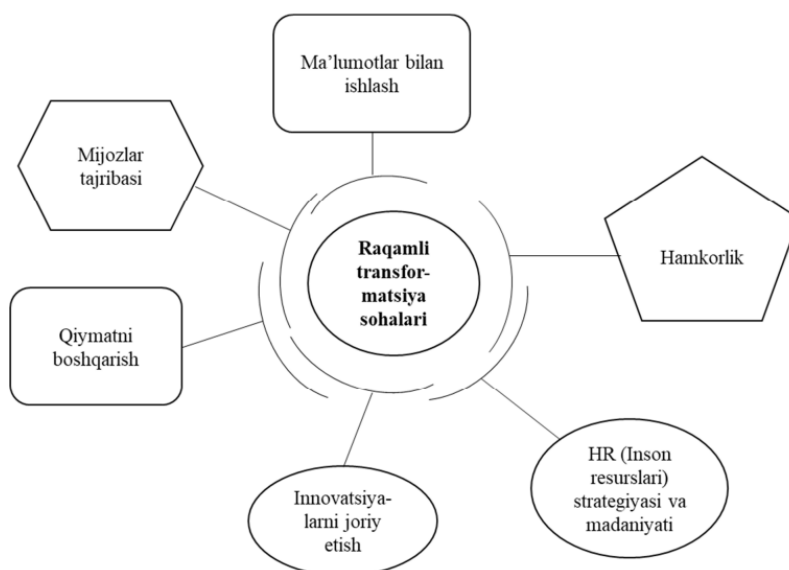 Ma’lumotlar bilan
ishlash
Mijozlar
tajribasi
Raqamli
transfor-
matsiya
sohalari
Hamkorlik
Qiymatni
boshqarish
Innovatsiya-
larni joriy
etish
HR (Inson
resurslari)
strategiyasi va
madaniyati